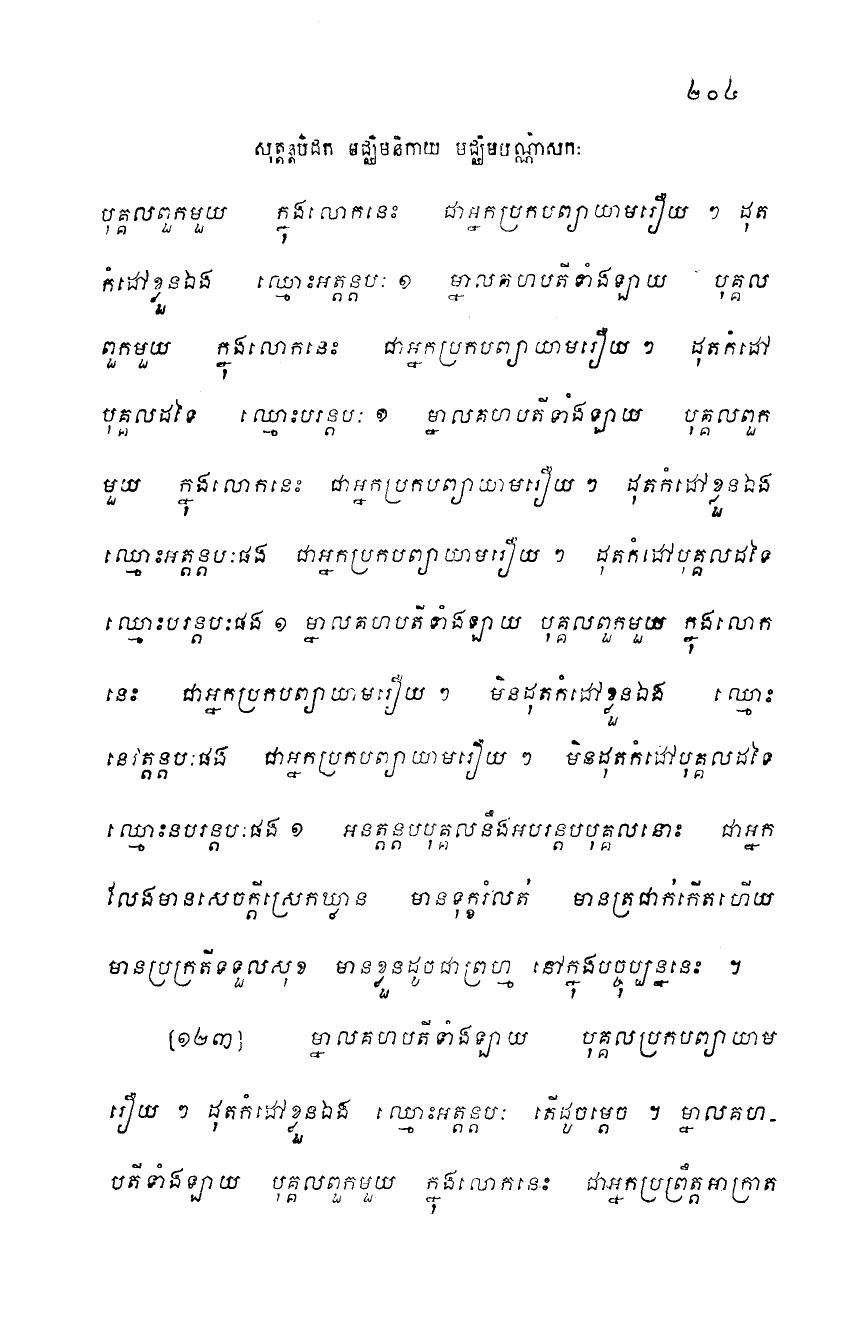 ២០៤
សុត្តន្តបិដក មជ្ឈិមនិកាយ មជ្ឈិមបណ្ណាសកៈ
បុគ្គលពួកមួយ ក្នុងលោកនេះ ជាអ្នកប្រកបព្យាយាមរឿយ ៗ ដុត
កំដៅខ្លួនឯង ឈ្មោះអត្តន្តបៈ ១ ម្នាលគហបតីទាំងឡាយ បុគ្គល
ពួកមួយ ក្នុងលោកនេះ ជាអ្នកប្រកបព្យាយាមរឿយ ៗ ដុតកំដៅ
បុគ្គលដទៃ ឈ្មោះបរន្តបៈ ១ ម្នាលគហបតីទាំងឡាយ បុគ្គលពួក
មួយ ក្នុងលោកនេះ ជាអ្នកប្រកបព្យាយាមរឿយ ៗ ដុតកំដៅខ្លួនឯង
ឈ្មោះអត្តន្តបៈផង ជាអ្នកប្រកបព្យាយាមរឿយ ៗ ដុតកំដៅបុគ្គលដទៃ
ឈ្មោះបរន្តបៈផង ១ ម្នាលគហបតីទាំងឡាយ បុគ្គលពួកមួយ ក្នុងលោក
នេះ ជាអ្នកប្រកបព្យាយាមរឿយ ៗ មិនដុតកំដៅខ្លួនឯង ឈ្មោះ
នេវត្តន្តបៈផង ជាអ្នកប្រកបព្យាយាមរឿយ ៗ មិនដុតកំដៅបុគ្គលដទៃ
ឈ្មោះនបរន្តបៈផង ១ អនត្តន្តបបុគ្គលនឹងអបរន្តបបុគ្គលនោះ ជាអ្នក
លែងមានសេចក្តីស្រេកឃ្លាន មានទុក្ខរំលត់ មានត្រជាក់កើតហើយ
មានប្រក្រតីទទួលសុខ មានខ្លួនដូចជាព្រហ្ម នៅក្នុងបច្ចុប្បន្ននេះ ។
[១២៣] ម្នាលគហបតីទាំងឡាយ បុគ្គលប្រកបព្យាយាម
រឿយ ៗ ដុតកំដៅខ្លួនឯង ឈ្មោះអត្តន្តបៈ តើដូចម្តេច ។ ម្នាលគហ-
បតីទាំងឡាយ បុគ្គលពួកមួយ ក្នុងលោកនេះ ជាអ្នកប្រព្រឹត្តអាក្រាត